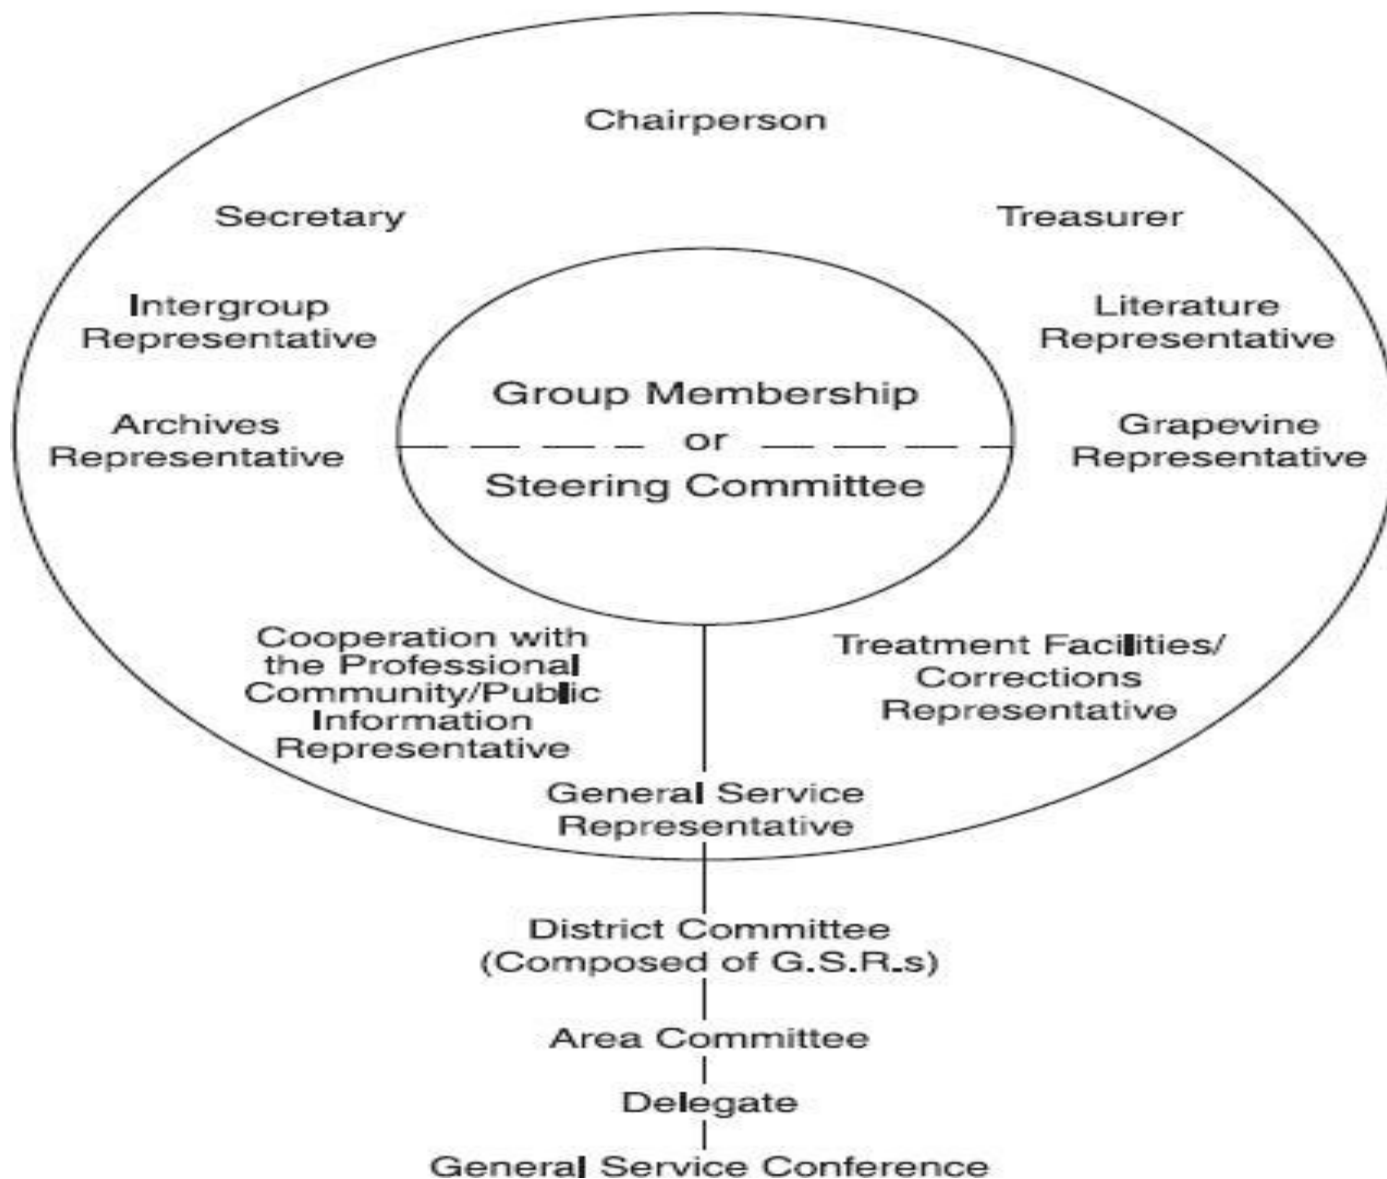 Chairperson
Secretary
Treasurer
Intergroup
Representative
Literature
Representative
Archives
Representative
Grapevine
Representative
Group Membership
or
Steering Committee
Cooperation with
the Professional
Community/Public
Information
Representative
Treatment Facilities/
Corrections
Representative
General Service
Representative
District Committee
(Composed of G.S.R.s)
Area Committee
Delegate
General Service Conference